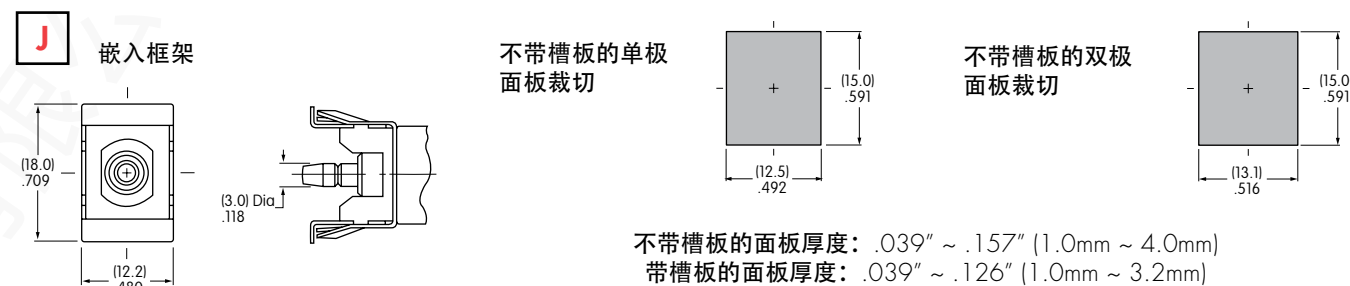 J
嵌入框架
(18.0)
.709
(12.2)
.480
(3.0) Dia
.118
不带槽板的单极
面板裁切
(15.0)
.591
(12.5)
.492
不带槽板的双极
面板裁切
(15.0
.591
(13.1)
.516
不带槽板的面板厚度：.039" ~ .157" (1.0mm ~ 4.0mm)
带槽板的面板厚度：.039" ~ .126" (1.0mm ~ 3.2mm)